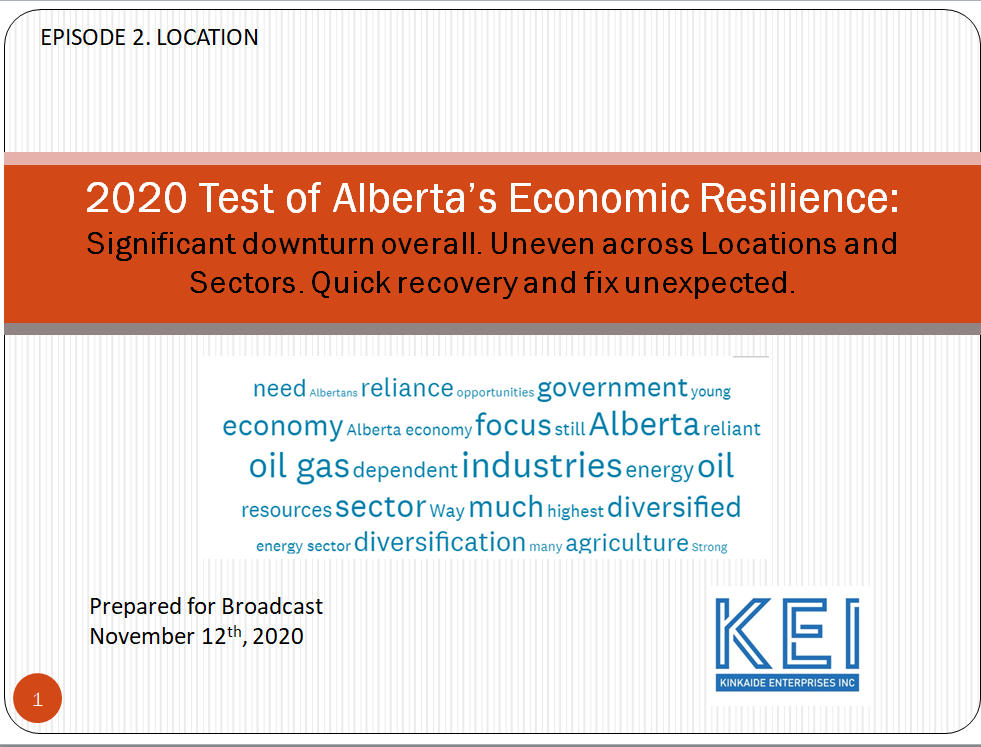 EPISODE 2. LOCATION
2020 Test of Alberta's Economic Resilience:
Significant downturn overall. Uneven across Locations and
Sectors. Quick recovery and fix unexpected.
need Albertans reliance opportunities government young
economy Alberta economy focus still Alberta reliant
oil gas dependent industries energy oil
resources sector Way much highest diversified
energy sector diversification many agriculture Strong
Prepared for Broadcast
November 12th, 2020
KEI
KINKAIDE ENTERPRISES INC
1